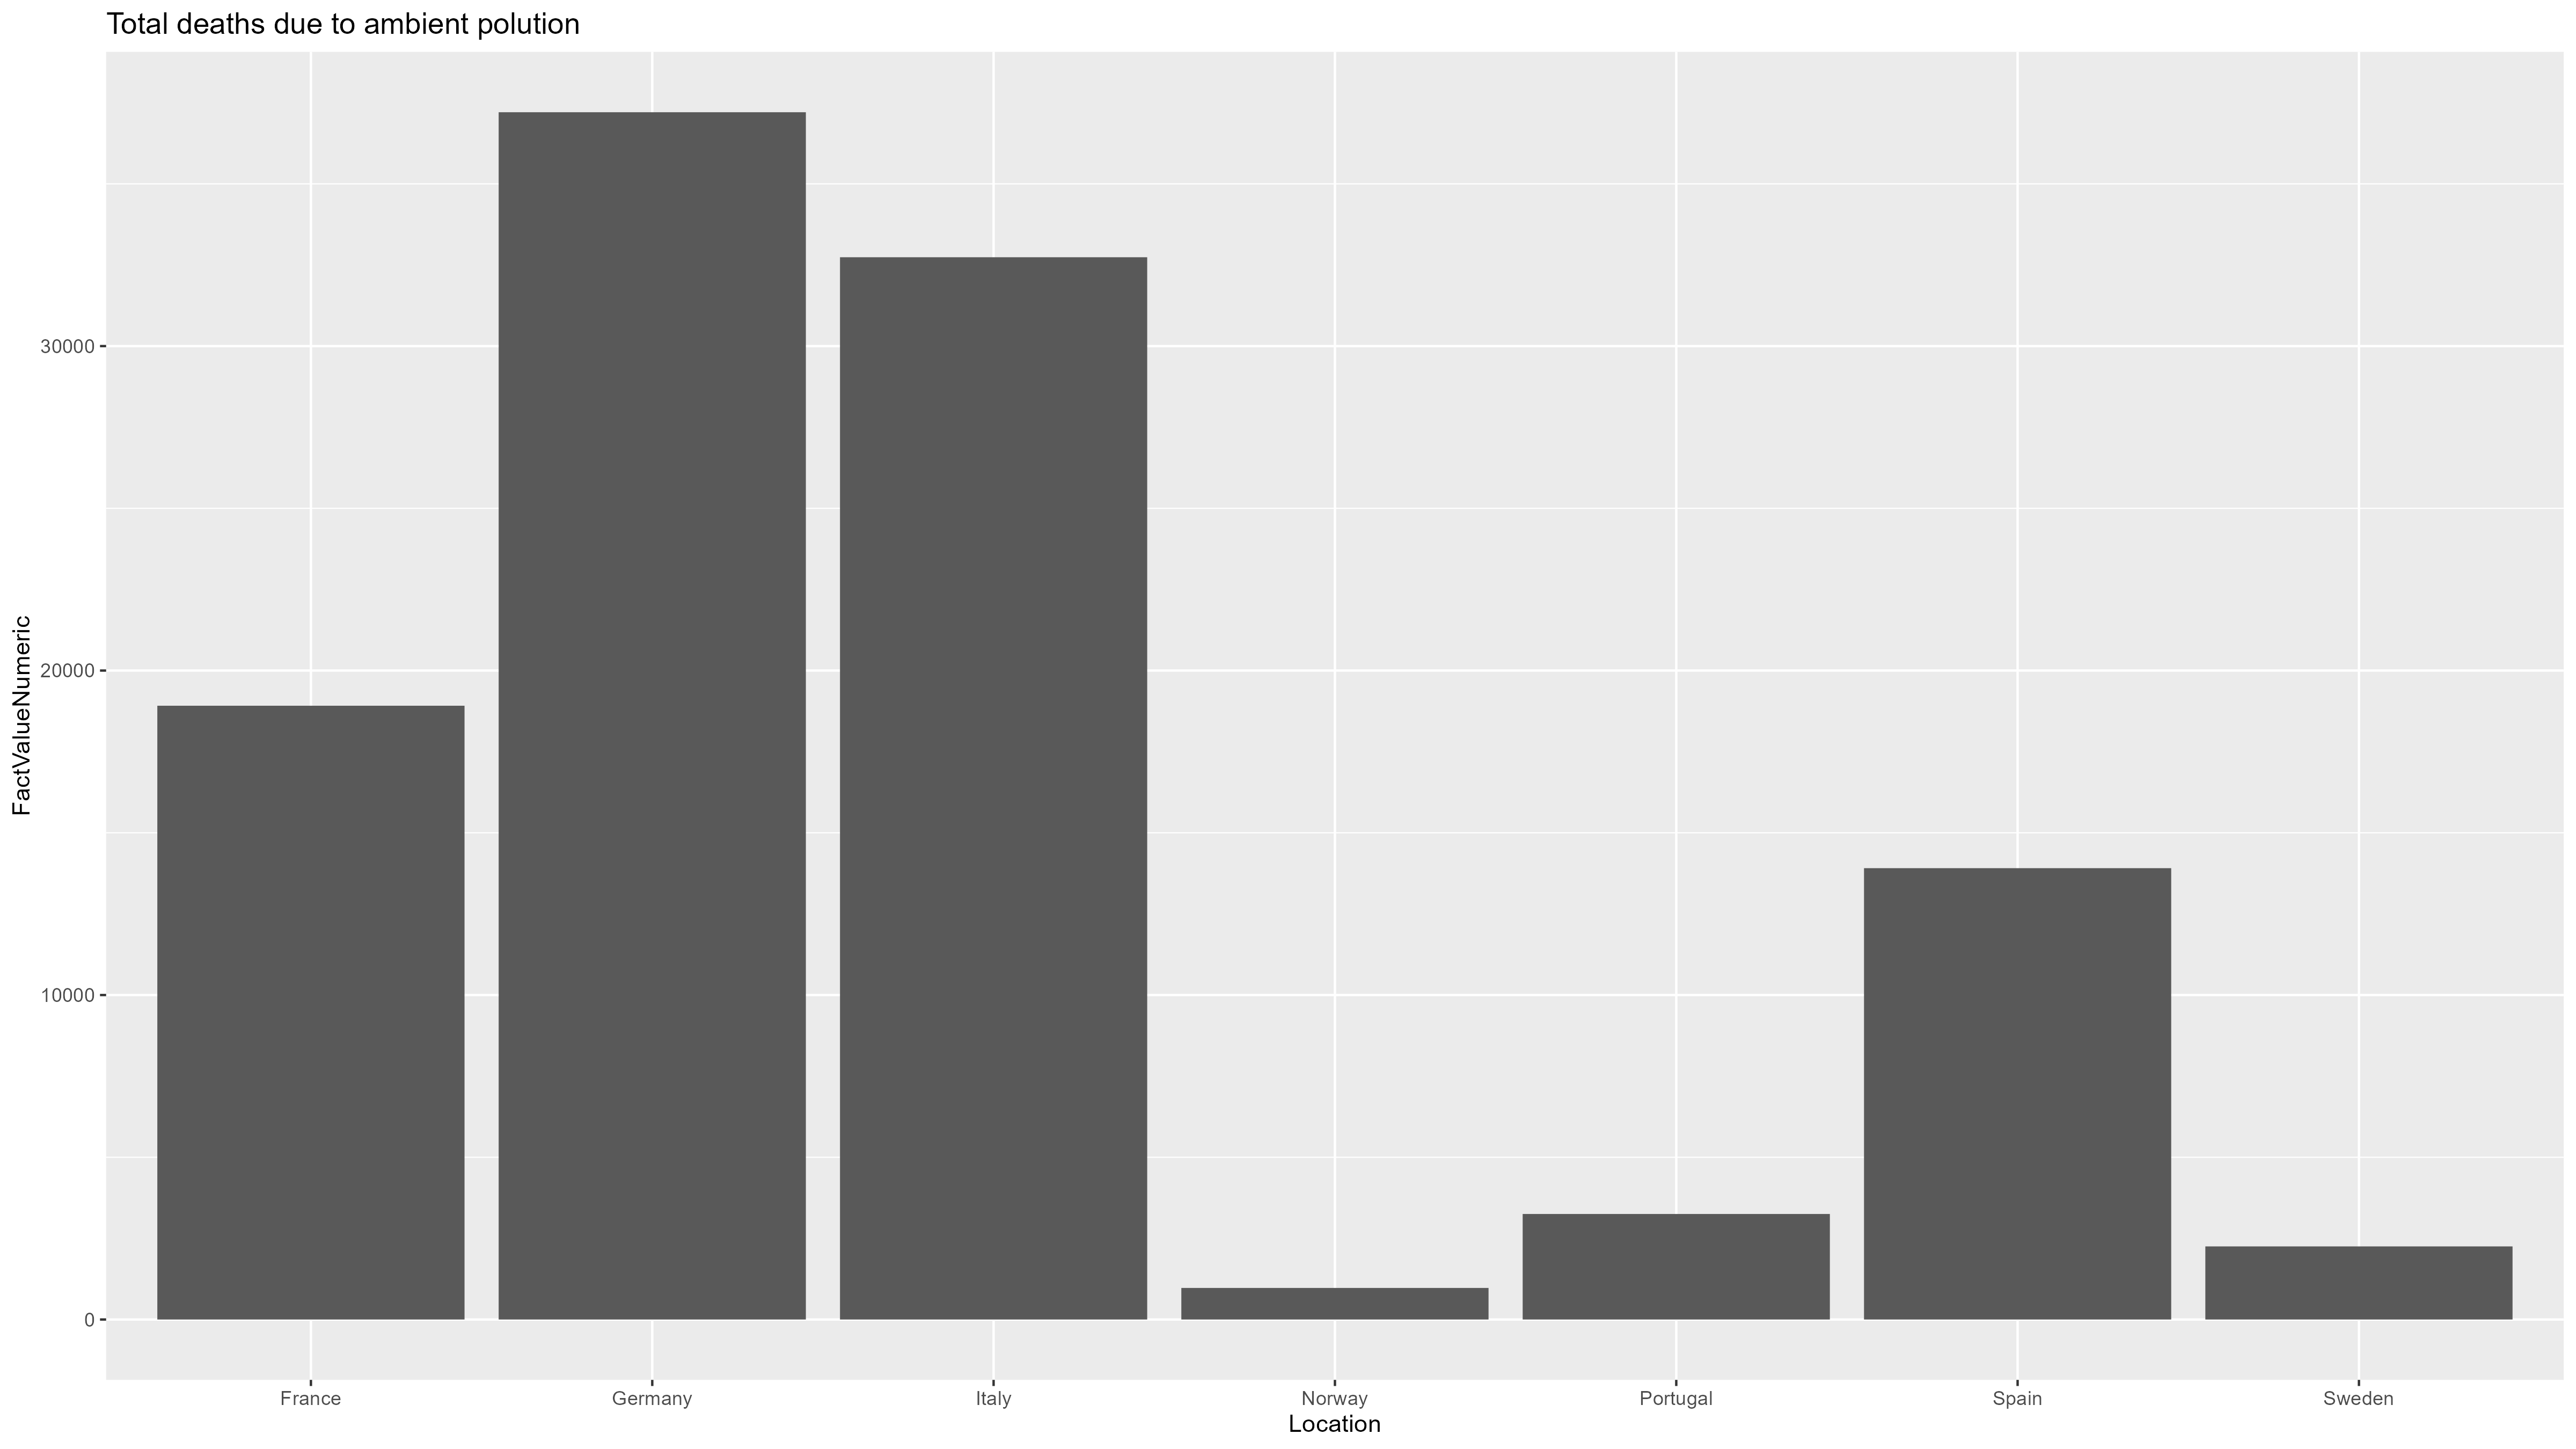 Total deaths due to ambient polution
FactValueNumeric
30000
20000
10000
0
France Germany Italy Norway Portugal Spain Sweden
Location